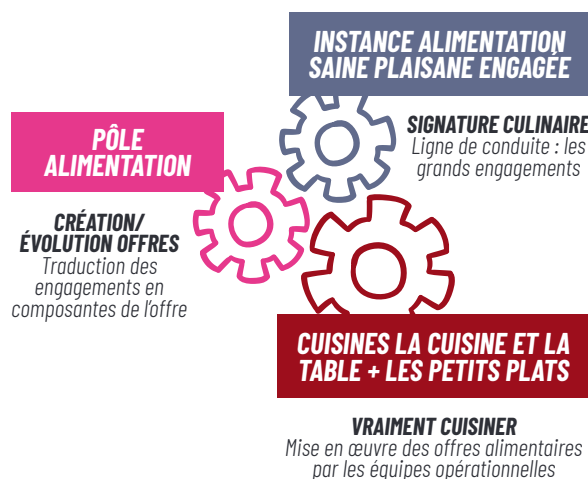 INSTANCE ALIMENTATION
SAINE PLAISANE ENGAGÉE
SIGNATURE CULINAIRE
Ligne de conduite : les
grands engagements
PÔLE
ALIMENTATION
CRÉATION/
ÉVOLUTION OFFRES
Traduction des
engagements en
composantes de l'offre
CUISINES LA CUISINE ET LA
TABLE + LES PETITS PLATS
VRAIMENT CUISINER
Mise en œuvre des offres alimentaires
par les équipes opérationnelles